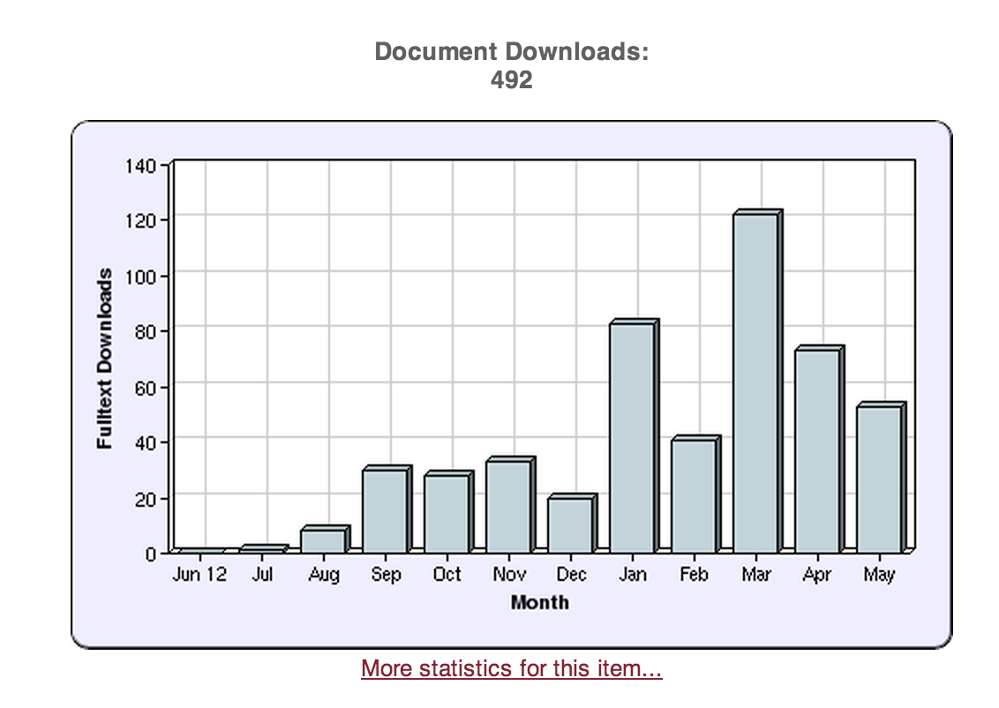 Document Downloads:
492
140
120
100
80
60
40
20
0
Fulltext Downloads
Jun 12 Jul Aug Sep Oct Nov Dec Jan Feb Mar Apr May
Month
More statistics for this item...